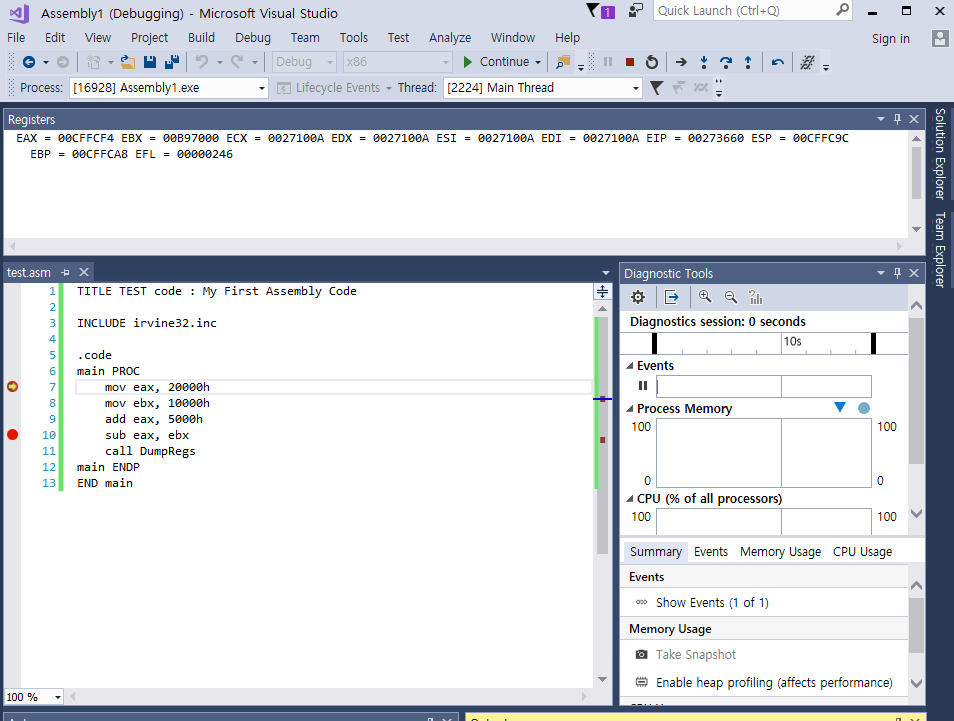 Assembly1 (Debugging) - Microsoft Visual Studio
1
Quick Launch (Ctrl+Q)
File Edit View Project Build Debug Team Tools Test Analyze Window Help
Sign in
Debug x86 Continue
Process: [16928] Assembly1.exe Lifecycle Events Thread: [2224] Main Thread
Registers
EAX = 00CFFCF4 EBX = 00B97000 ECX = 0027100A EDX = 0027100A ESI = 0027100A EDI = 0027100A EIP = 00273660 ESP = 00CFFC9C
EBP = 00CFFCA8 EFL = 00000246
Solution Explorer
Team Explorer
test.asm
1 TITLE TEST code : My First Assembly Code
2
3 INCLUDE irvine32.inc
4
5 .code
6 main PROC
7 mov eax, 20000h
8 mov ebx, 10000h
9 add eax, 5000h
10 sub eax, ebx
11 call DumpRegs
12 main ENDP
13 END main
100 %
Diagnostic Tools
Diagnostics session: 0 seconds
10s
Events
Process Memory
100 100
0 0
CPU (% of all processors)
100 100
Summary Events Memory Usage CPU Usage
Events
Show Events (1 of 1)
Memory Usage
Take Snapshot
Enable heap profiling (affects performance)